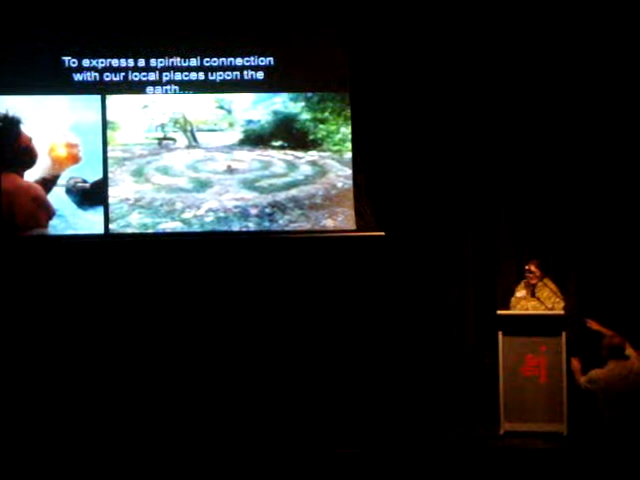 To express a spiritual connection
with our local places upon the
earth...